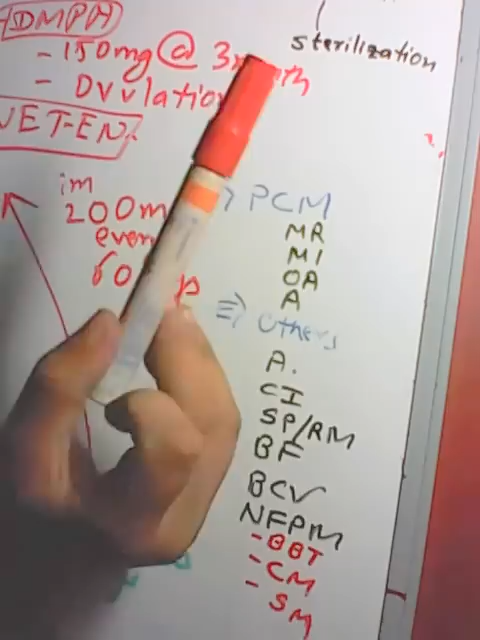 DMPA
- 150mg @ 3
- Ovulation
NET-EN
im
200m
even
60
sterilization
⇒ PCM
MR
MI
OA
A
⇒ Others
A.
CI
SP/RM
BF
BCV
NFPM
- BBT
- CM
- SM